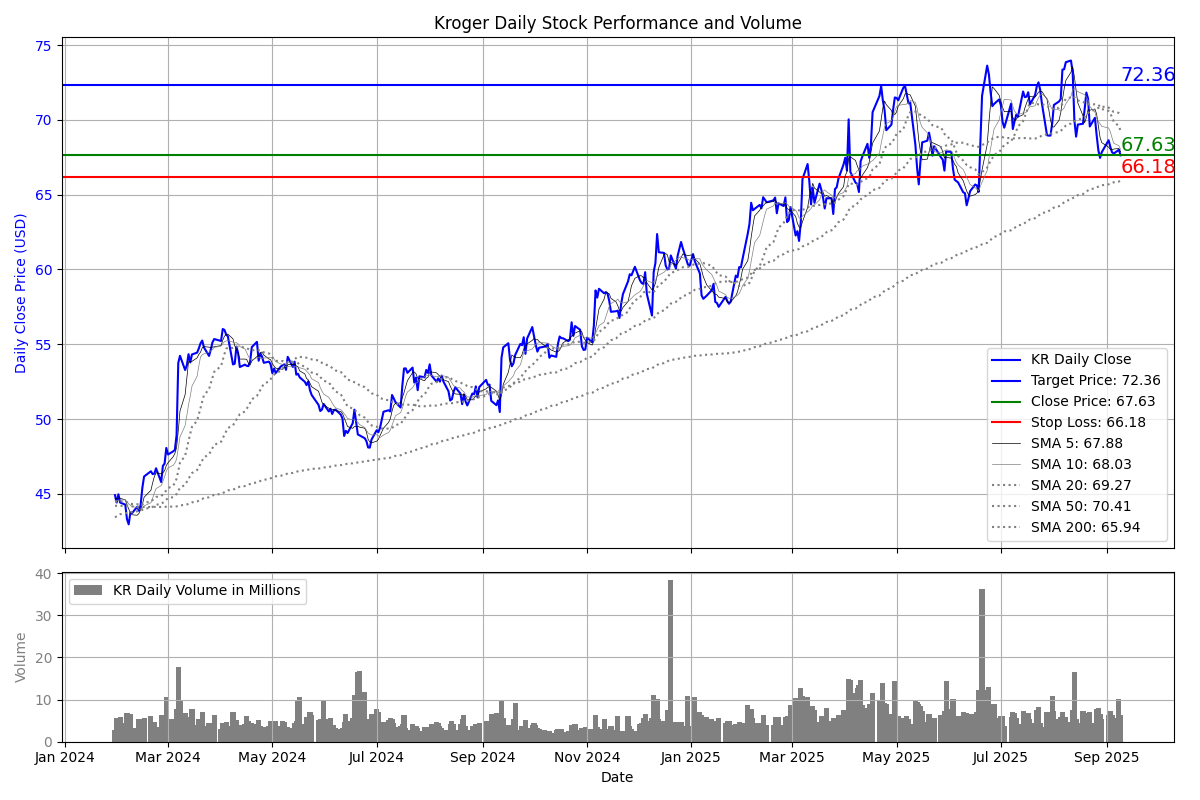 Kroger Daily Stock Performance and Volume
Daily Close Price (USD)
75
70
65
60
55
50
45
72.36
67.63
66.18
KR Daily Close
Target Price: 72.36
Close Price: 67.63
Stop Loss: 66.18
SMA 5: 67.88
SMA 10: 68.03
SMA 20: 69.27
SMA 50: 70.41
SMA 200: 65.94
Volume
40
30
20
10
0
KR Daily Volume in Millions
Jan 2024 Mar 2024 May 2024 Jul 2024 Sep 2024 Nov 2024 Jan 2025 Mar 2025 May 2025 Jul 2025 Sep 2025
Date